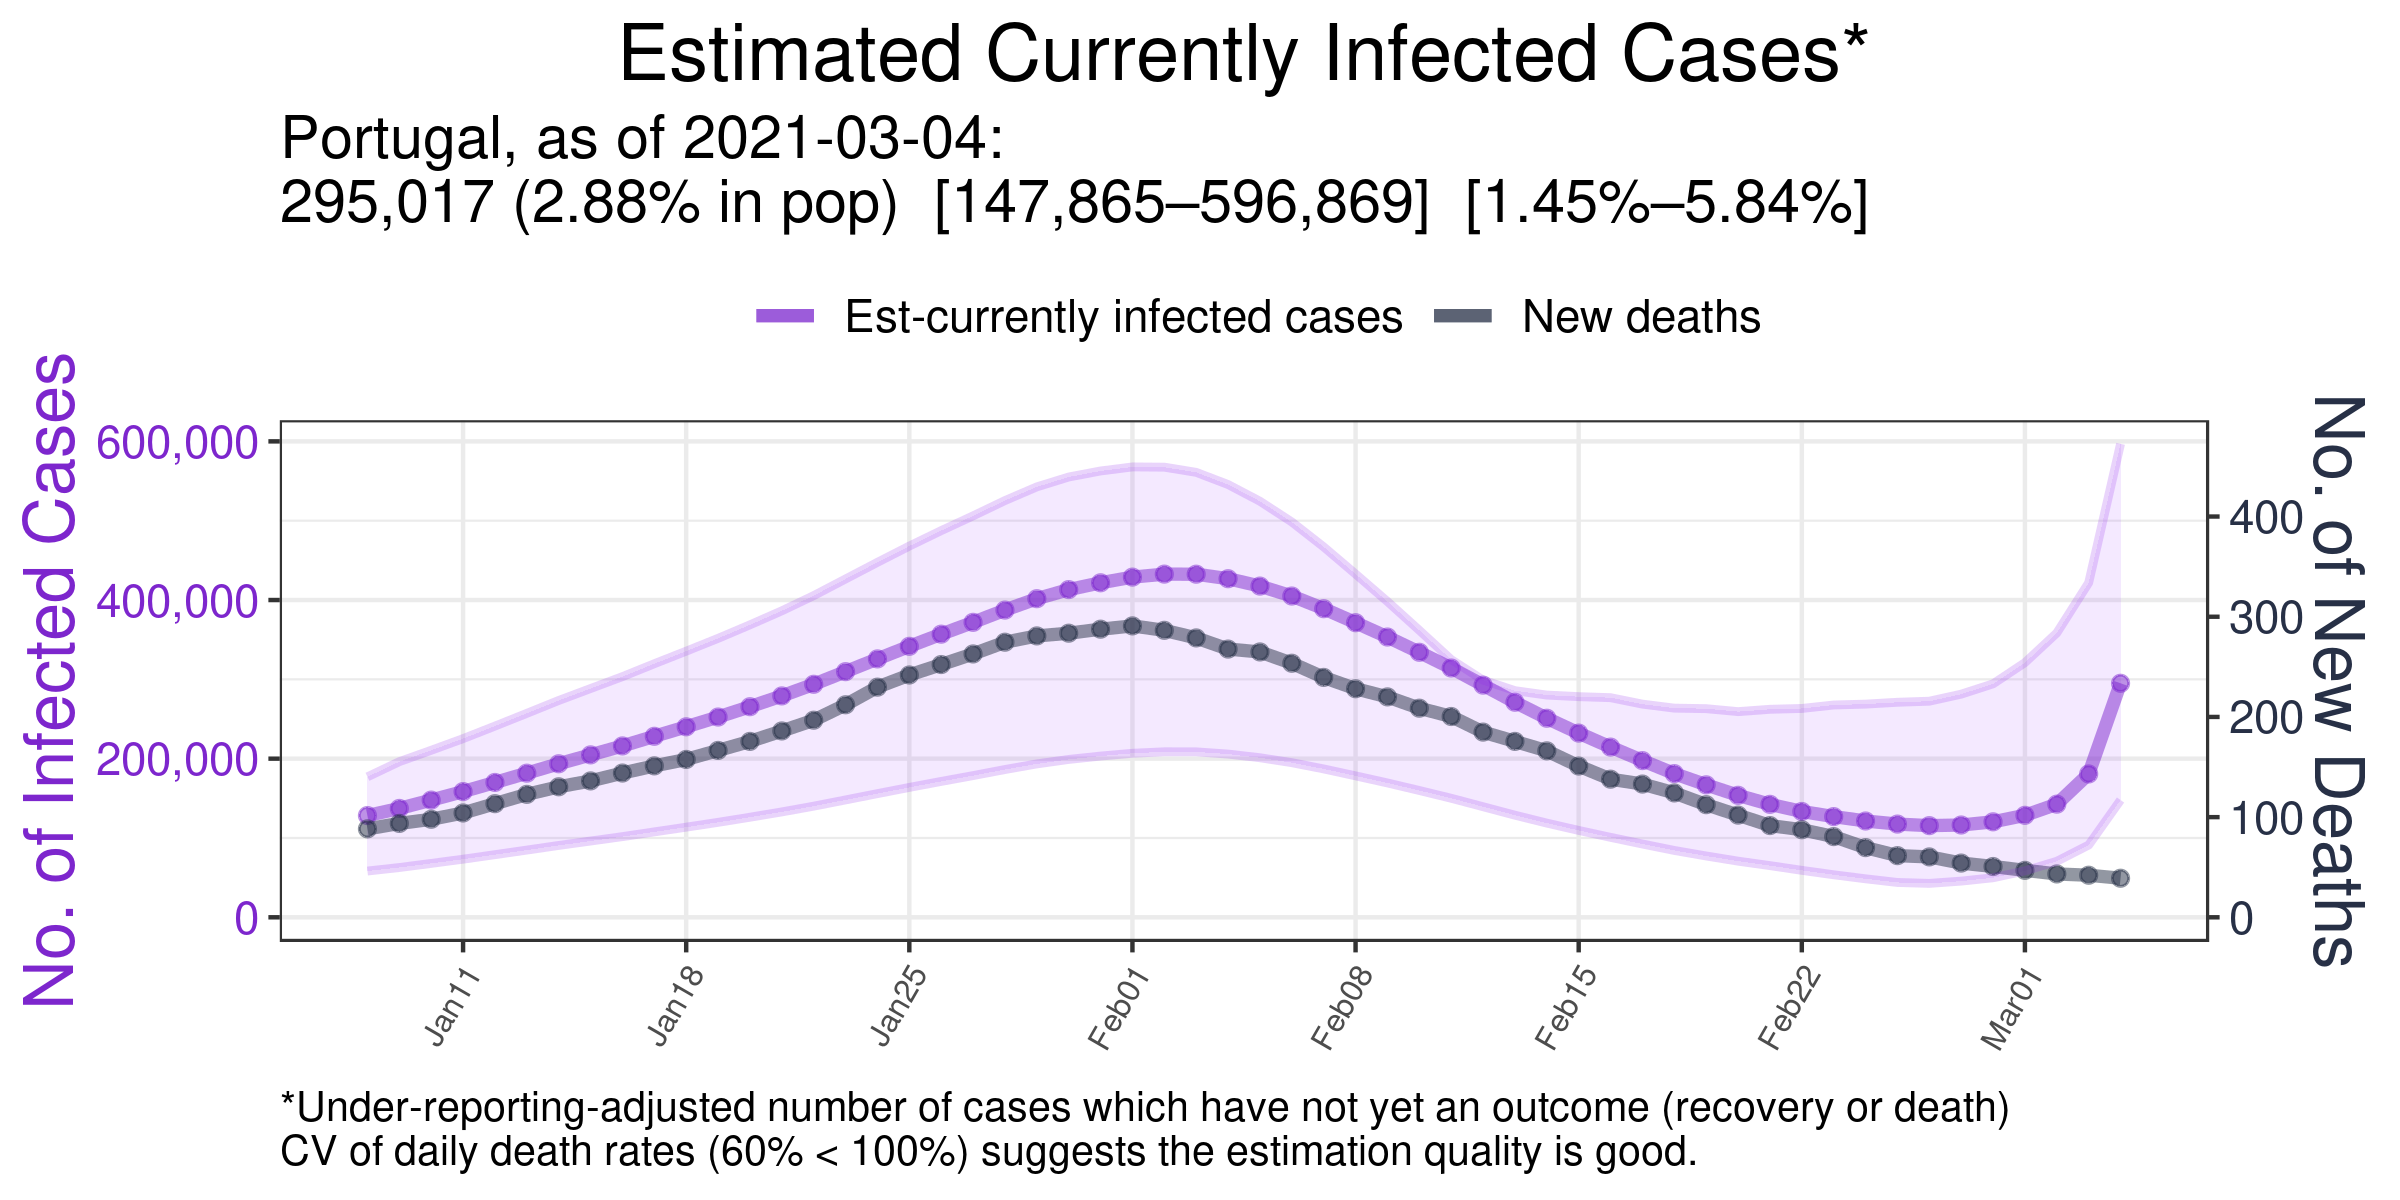 Estimated Currently Infected Cases*
Portugal, as of 2021-03-04:
295,017 (2.88% in pop)  [147,865–596,869]  [1.45%–5.84%]
Est-currently infected cases
New deaths
No. of Infected Cases
600,000
400,000
200,000
0
No. of New Deaths
400
300
200
100
0
Jan11
Jan18
Jan25
Feb01
Feb08
Feb15
Feb22
Mar01
*Under-reporting-adjusted number of cases which have not yet an outcome (recovery or death)
CV of daily death rates (60% < 100%) suggests the estimation quality is good.